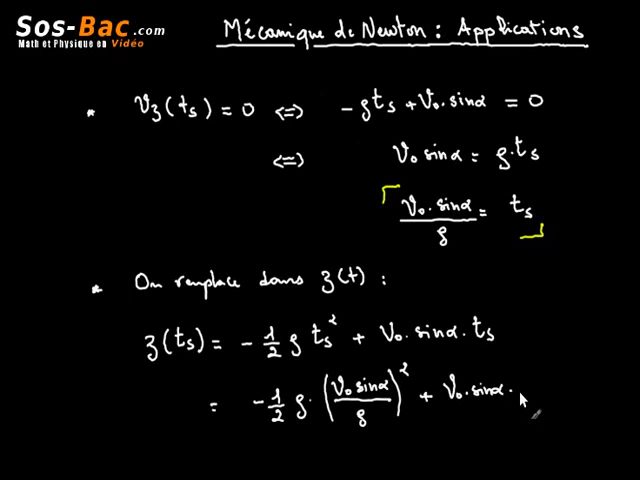 Sos-Bac.com
Math et Physique en Vidéo
Mécanique de Newton : Applications
* Vz(ts) = 0 <=> -g ts + V0.sinα = 0
<=> V0 sinα = g.ts
V0.sinα/g = ts
* On remplace dans z(t) :
z(ts) = -1/2 g ts² + V0.sinα.ts
= -1/2 g.(V0 sinα/g)² + V0.sinα.